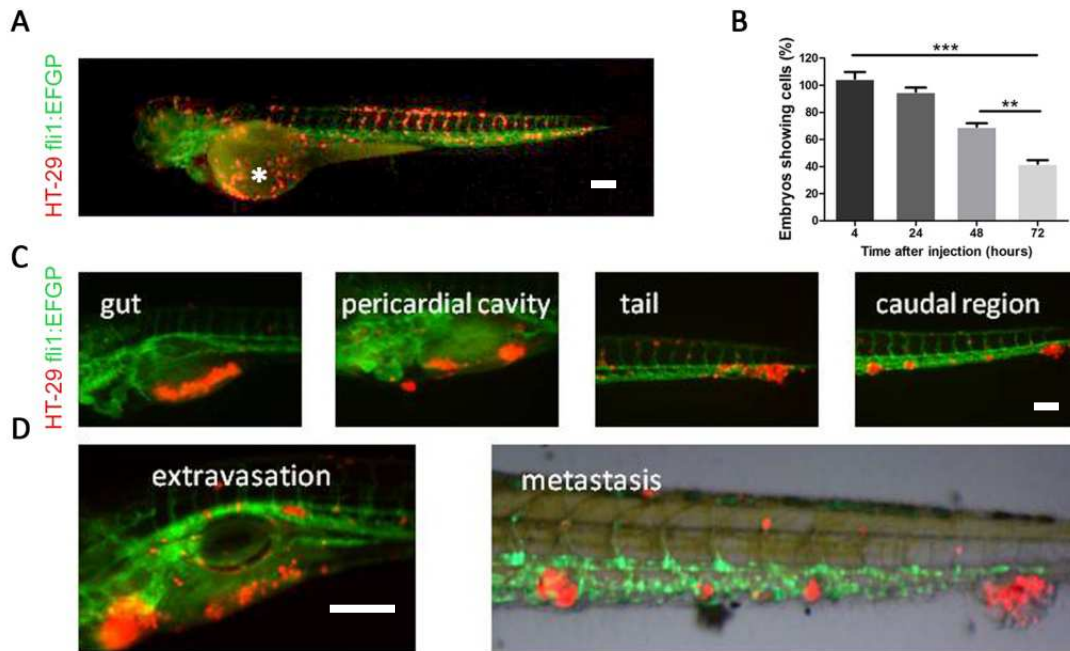 A
HT-29 fli1:EFGP
*
B
Embryos showing cells (%)
120
100
80
60
40
20
0
***
**
4 24 48 72
Time after injection (hours)
C
HT-29 fli1:EFGP
gut
pericardial cavity
tail
caudal region
D
extravasation
metastasis